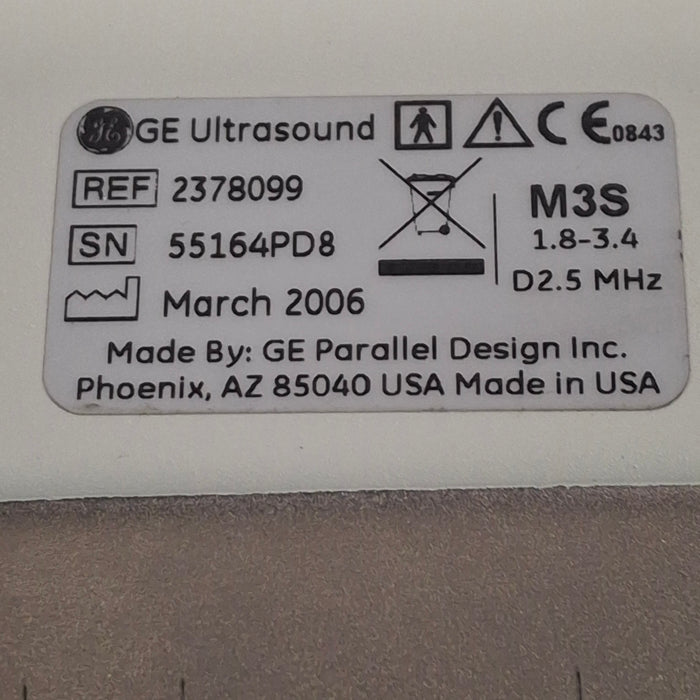 GE Ultrasound CE 0843
REF 2378099
M3S
SN 55164PD8
1.8-3.4
D2.5 MHz
March 2006
Made By: GE Parallel Design Inc.
Phoenix, AZ 85040 USA Made in USA